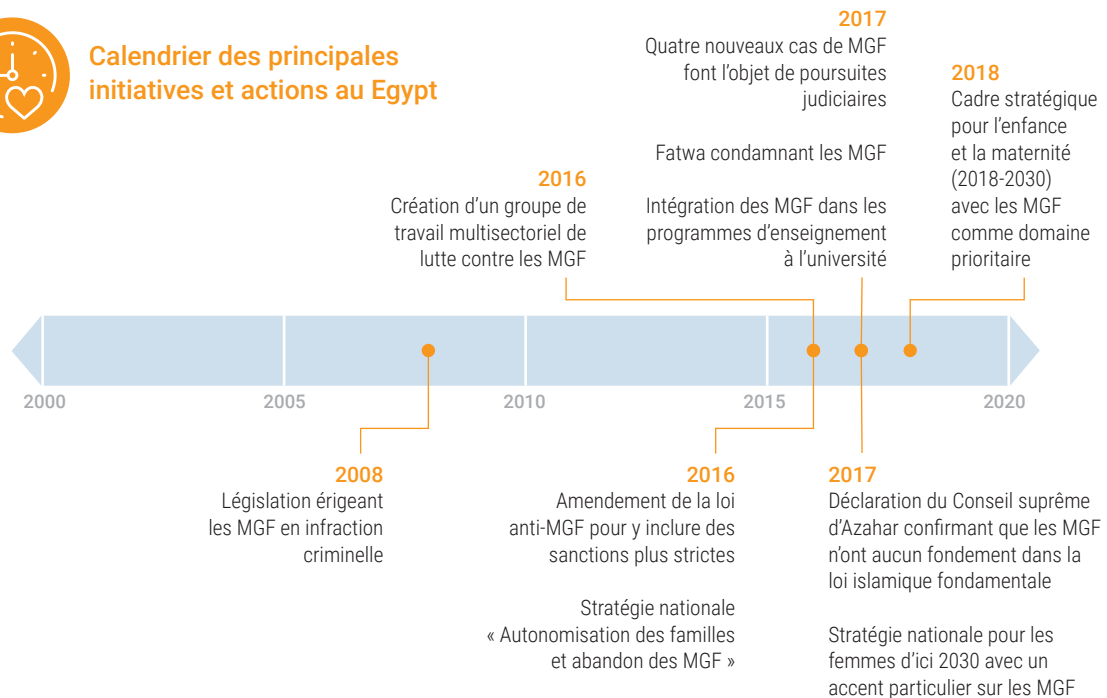 Calendrier des principales
initiatives et actions au Egypt
2017
Quatre nouveaux cas de MGF
font l'objet de poursuites
judiciaires
Fatwa condamnant les MGF
Intégration des MGF dans les
programmes d'enseignement
à l'université
2018
Cadre stratégique
pour l'enfance
et la maternité
(2018-2030)
avec les MGF
comme domaine
prioritaire
2016
Création d'un groupe de
travail multisectoriel de
lutte contre les MGF
2000
2005
2010
2015
2020
2008
Législation érigeant
les MGF en infraction
criminelle
2016
Amendement de la loi
anti-MGF pour y inclure des
sanctions plus strictes
Stratégie nationale
« Autonomisation des familles
et abandon des MGF »
2017
Déclaration du Conseil suprême
d'Azahar confirmant que les MGF
n'ont aucun fondement dans la
loi islamique fondamentale
Stratégie nationale pour les
femmes d'ici 2030 avec un
accent particulier sur les MGF